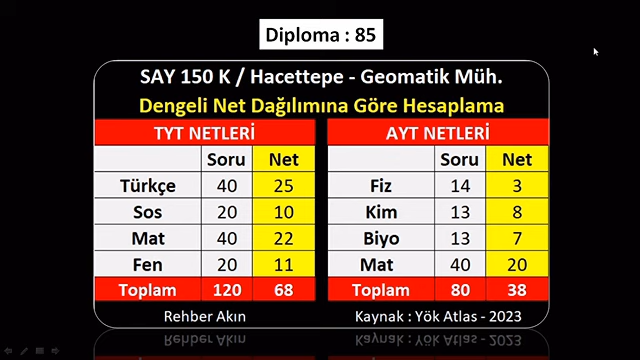 Diploma : 85
SAY 150 K / Hacettepe - Geomatik Müh.
Dengeli Net Dağılımına Göre Hesaplama
TYT NETLERİ
Soru Net
Türkçe 40 25
Sos 20 10
Mat 40 22
Fen 20 11
Toplam 120 68
AYT NETLERİ
Soru Net
Fiz 14 3
Kim 13 8
Biyo 13 7
Mat 40 20
Toplam 80 38
Rehber Akın
Kaynak : Yök Atlas - 2023